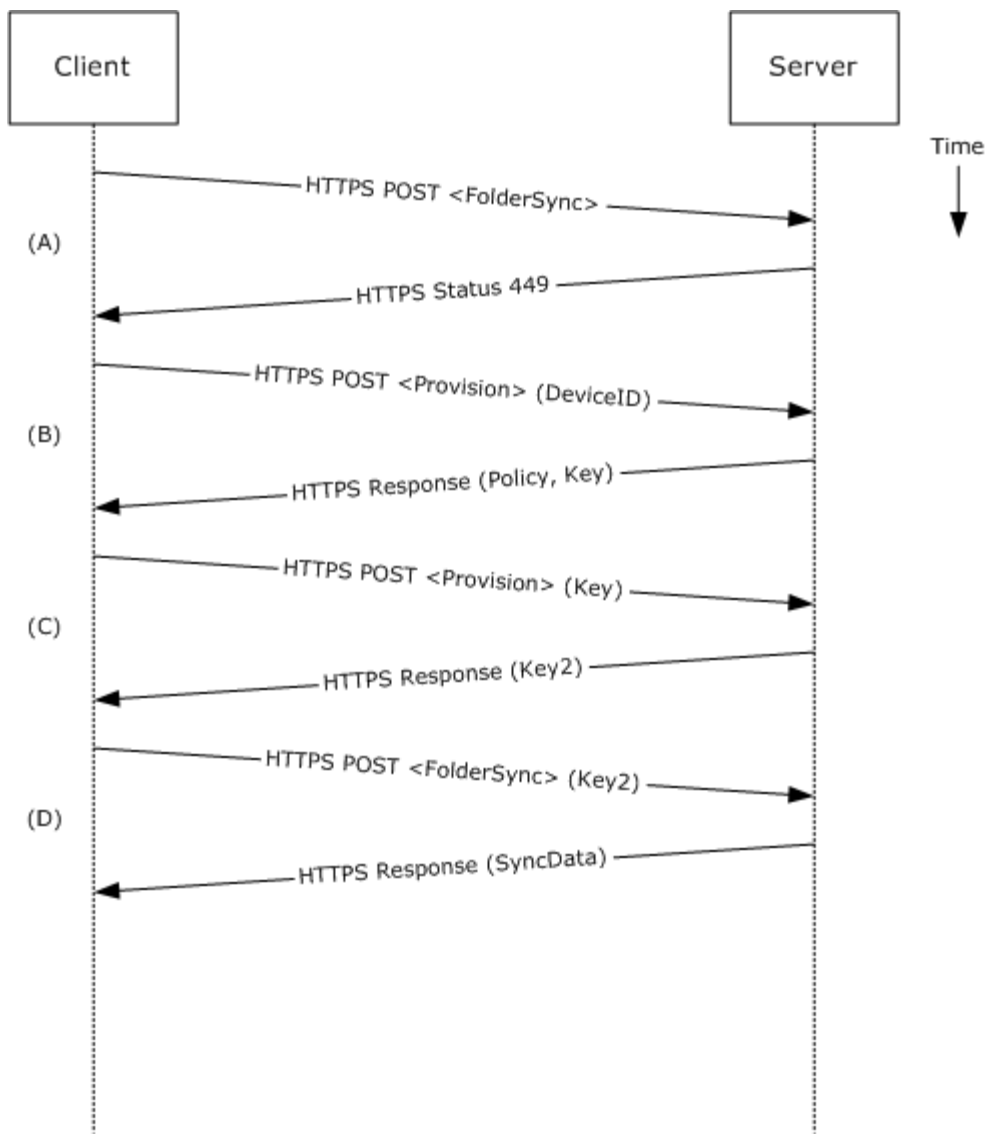 Client
Server
Time
HTTPS POST <FolderSync>
(A)
HTTPS Status 449
HTTPS POST <Provision> (DeviceID)
(B)
HTTPS Response (Policy, Key)
HTTPS POST <Provision> (Key)
(C)
HTTPS Response (Key2)
HTTPS POST <FolderSync> (Key2)
(D)
HTTPS Response (SyncData)